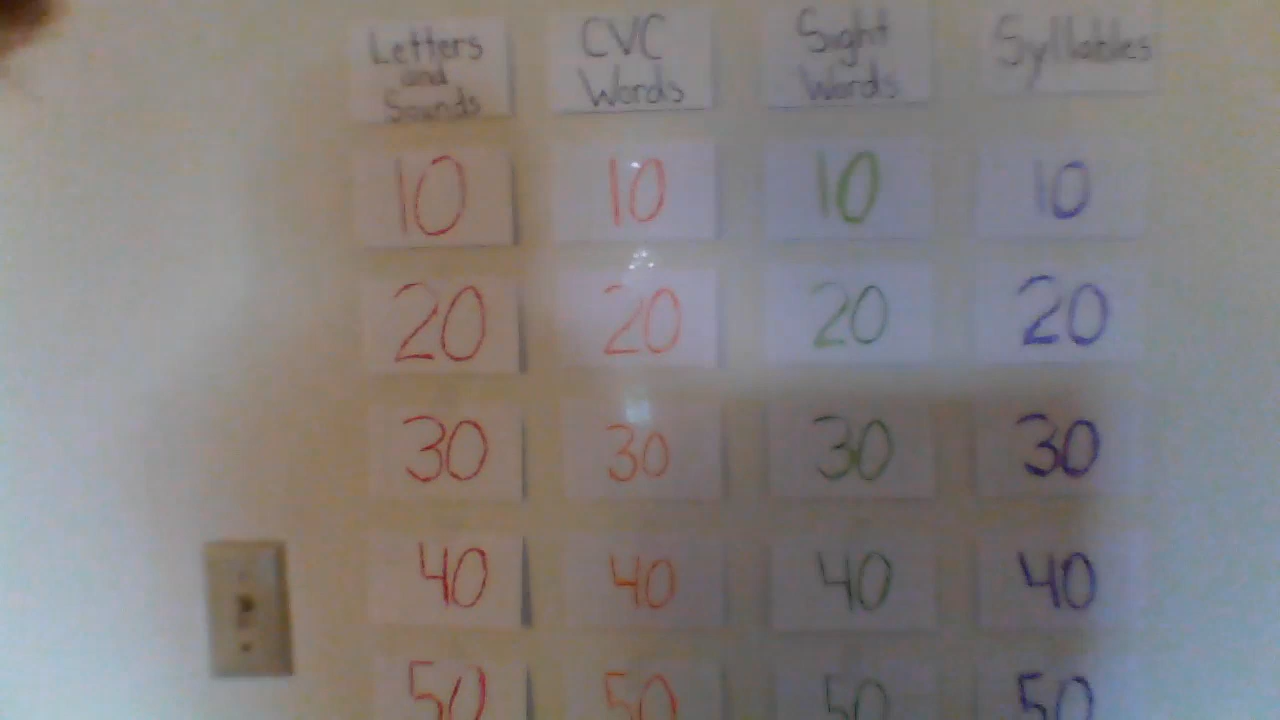 Letters
and
Sounds
CVC
Words
Sight
Words
Syllables
10 10 10 10
20 20 20 20
30 30 30 30
40 40 40 40
50 50 50 50